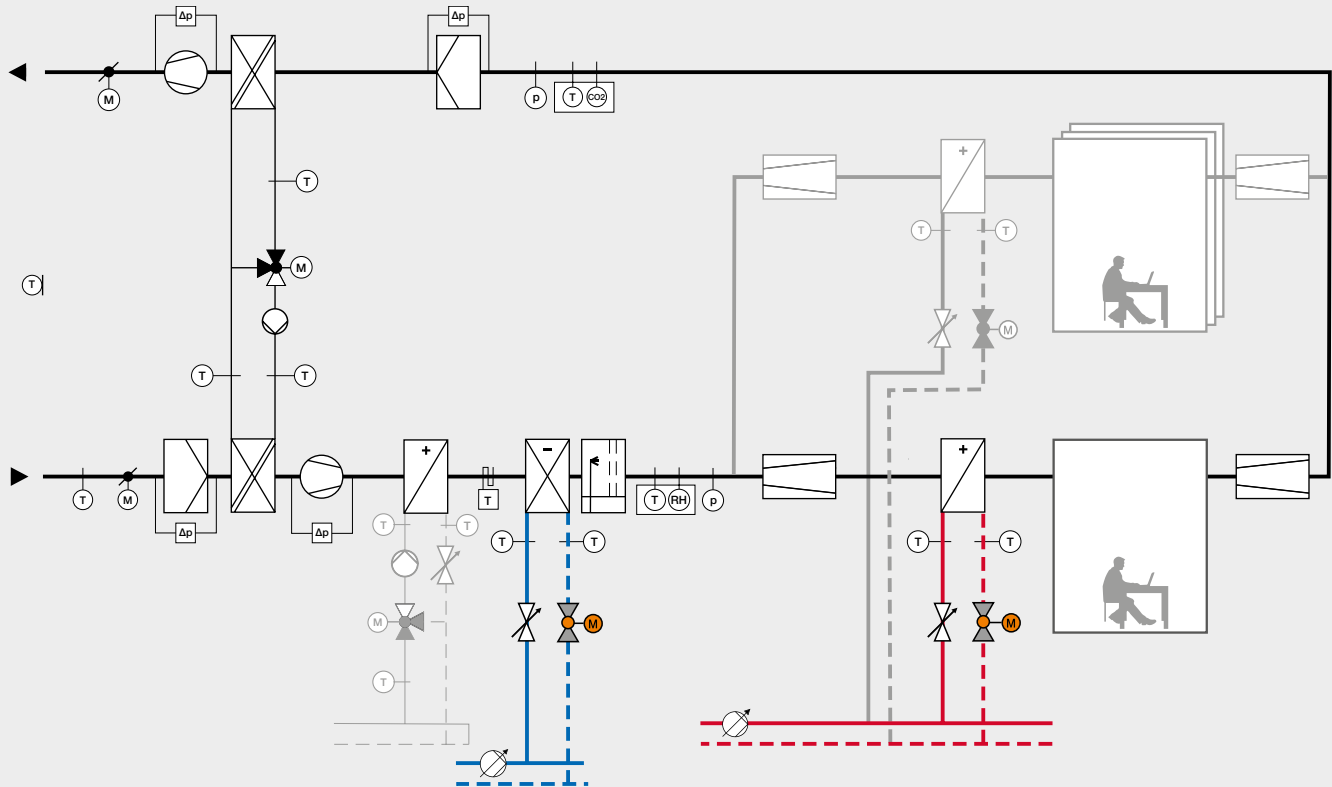 Δp Δp
M p T CO2
T
M
T T M
T
M
T T
+
+ - +
T M T T RH p
Δp Δp
T T T T T T
M M M
T